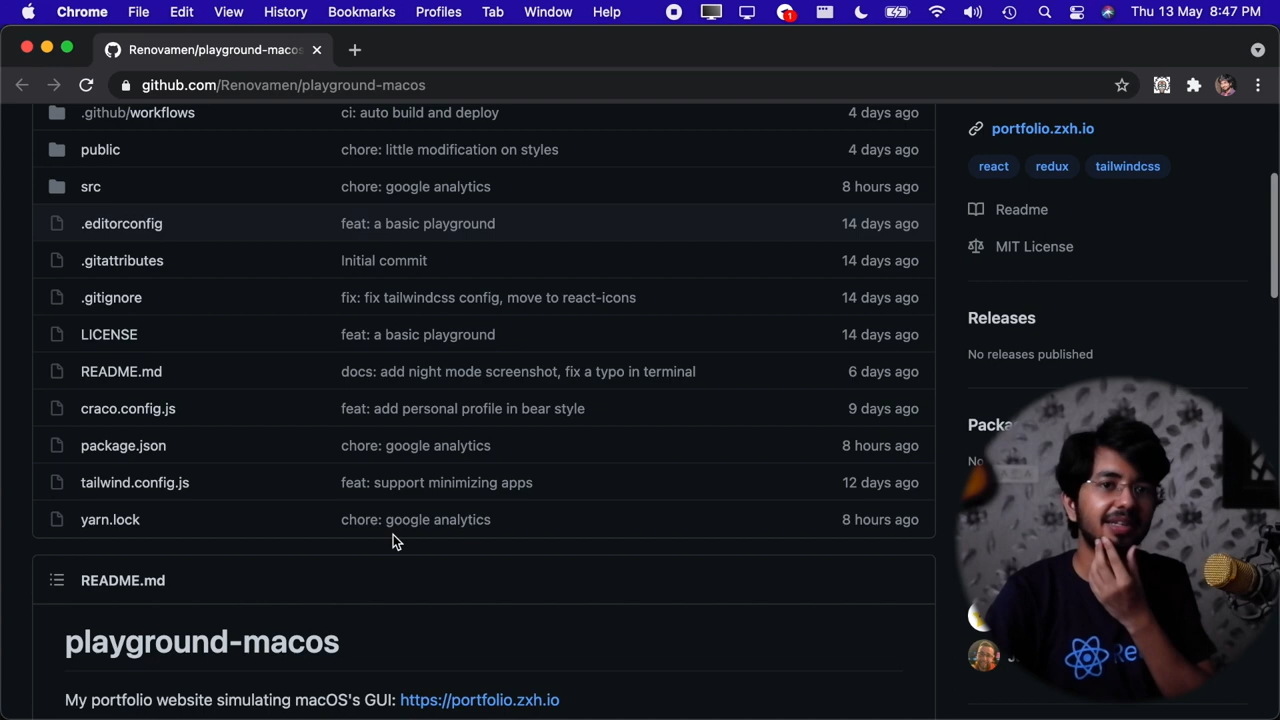 Chrome File Edit View History Bookmarks Profiles Tab Window Help 1 Thu 13 May 8:47 PM
Renovamen/playground-macos
github.com/Renovamen/playground-macos
.github/workflows ci: auto build and deploy 4 days ago
public chore: little modification on styles 4 days ago
src chore: google analytics 8 hours ago
.editorconfig feat: a basic playground 14 days ago
.gitattributes Initial commit 14 days ago
.gitignore fix: fix tailwindcss config, move to react-icons 14 days ago
LICENSE feat: a basic playground 14 days ago
README.md docs: add night mode screenshot, fix a typo in terminal 6 days ago
craco.config.js feat: add personal profile in bear style 9 days ago
package.json chore: google analytics 8 hours ago
tailwind.config.js feat: support minimizing apps 12 days ago
yarn.lock chore: google analytics 8 hours ago
README.md
playground-macos
My portfolio website simulating macOS's GUI: https://portfolio.zxh.io
portfolio.zxh.io
react redux tailwindcss
Readme
MIT License
Releases
No releases published